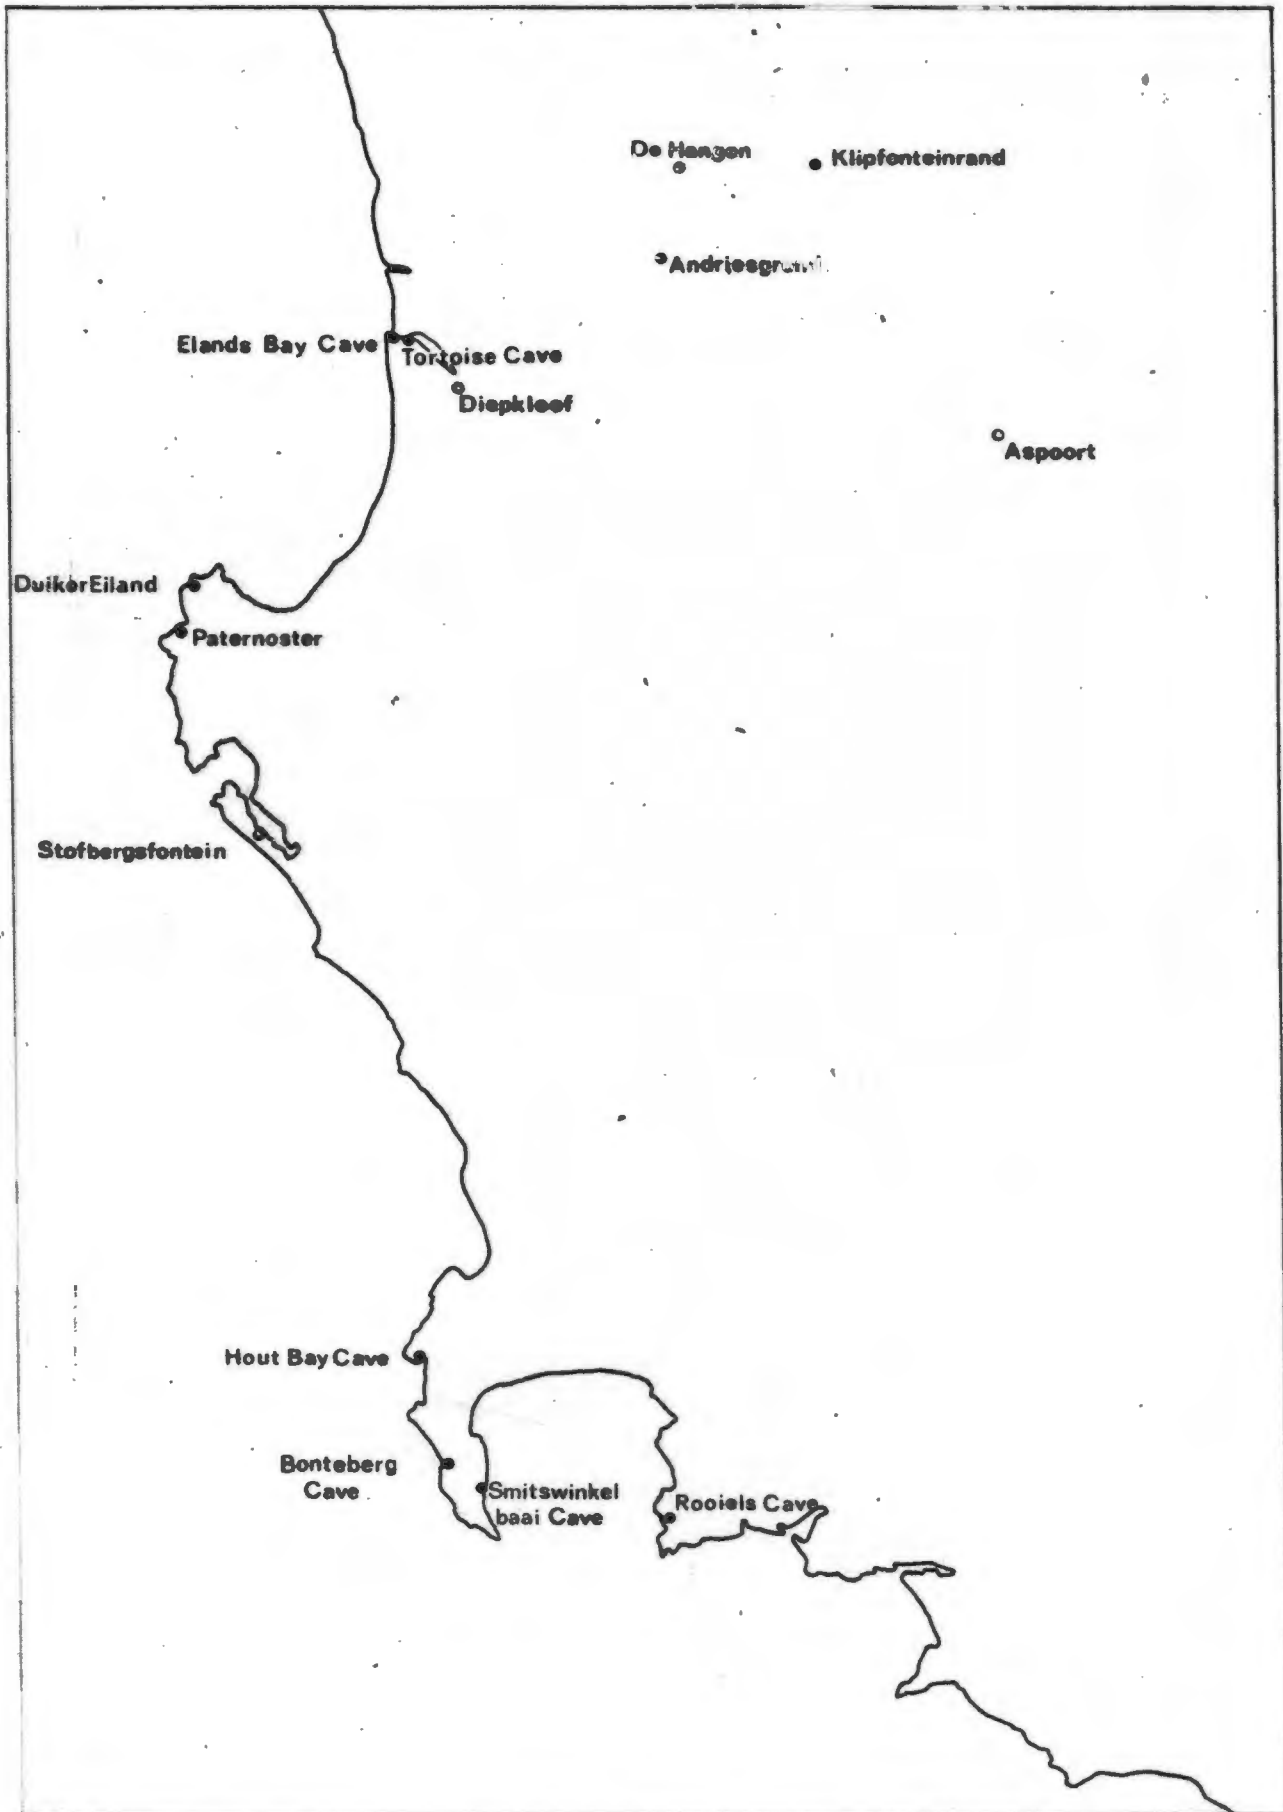 De Hangen
Klipfonteinrand
Elands Bay Cave
Tortoise Cave
Diepkloof
Aspoort
DuikerEiland
Paternoster
Stofbergsfontein
Hout Bay Cave
Bonteberg
Cave
Smitswinkel
baai Cave
Rooiels Cave